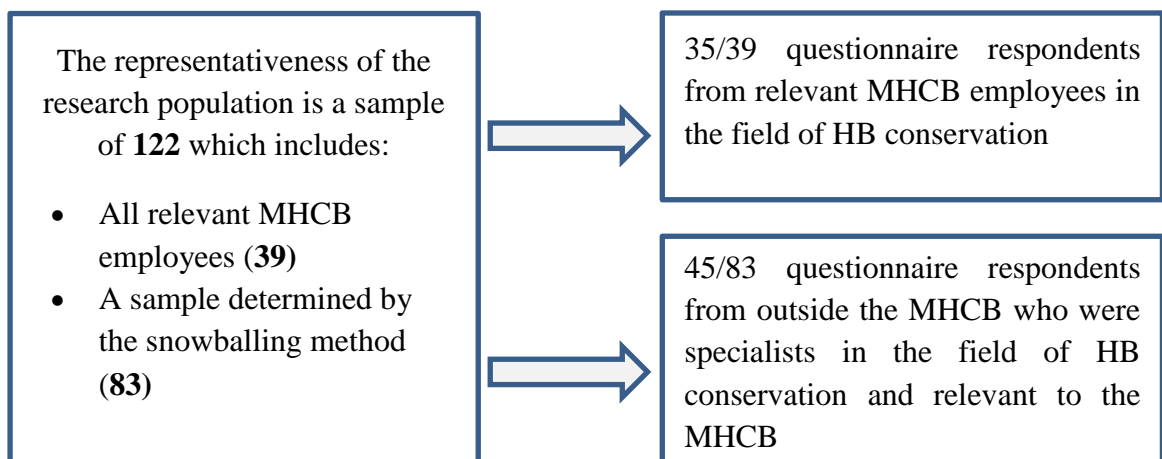 The representativeness of the
research population is a sample
of 122 which includes:
• All relevant MHCB
employees (39)
• A sample determined by
the snowballing method
(83)
35/39 questionnaire respondents
from relevant MHCB employees in
the field of HB conservation
45/83 questionnaire respondents
from outside the MHCB who were
specialists in the field of HB
conservation and relevant to the
MHCB